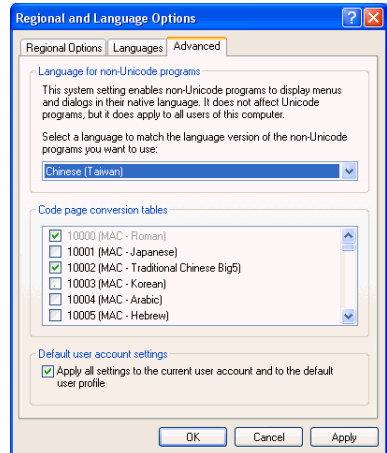 Regional and Language Options
Regional Options Languages Advanced
Language for non-Unicode programs
This system setting enables non-Unicode programs to display menus
and dialogs in their native language. It does not affect Unicode
programs, but it does apply to all users of this computer.
Select a language to match the language version of the non-Unicode
programs you want to use:
Chinese (Taiwan)
Code page conversion tables
10000 (MAC - Roman)
10001 (MAC - Japanese)
10002 (MAC - Traditional Chinese Big5)
10003 (MAC - Korean)
10004 (MAC - Arabic)
10005 (MAC - Hebrew)
Default user account settings
Apply all settings to the current user account and to the default
user profile
OK Cancel Apply